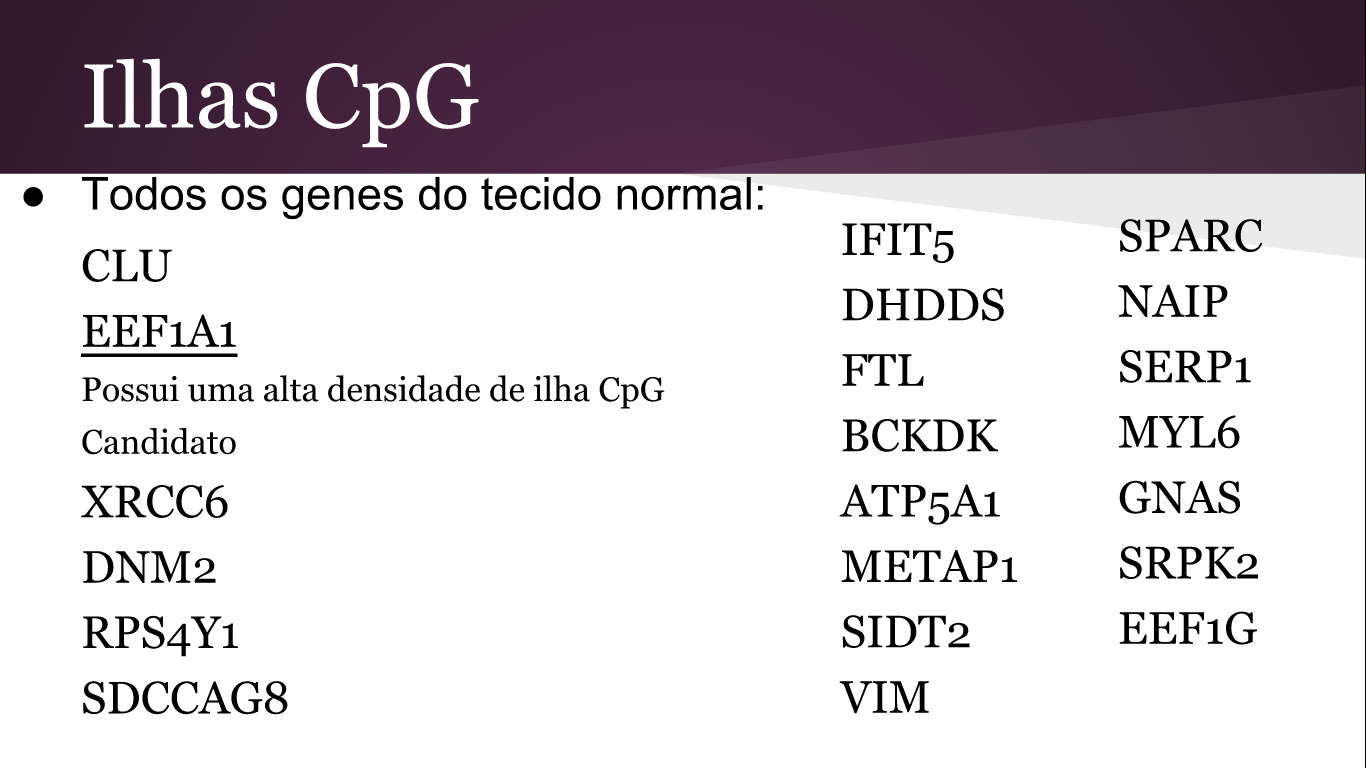 Ilhas CpG
● Todos os genes do tecido normal:
CLU
EEF1A1
Possui uma alta densidade de ilha CpG
Candidato
XRCC6
DNM2
RPS4Y1
SDCCAG8
IFIT5
DHDDS
FTL
BCKDK
ATP5A1
METAP1
SIDT2
VIM
SPARC
NAIP
SERP1
MYL6
GNAS
SRPK2
EEF1G